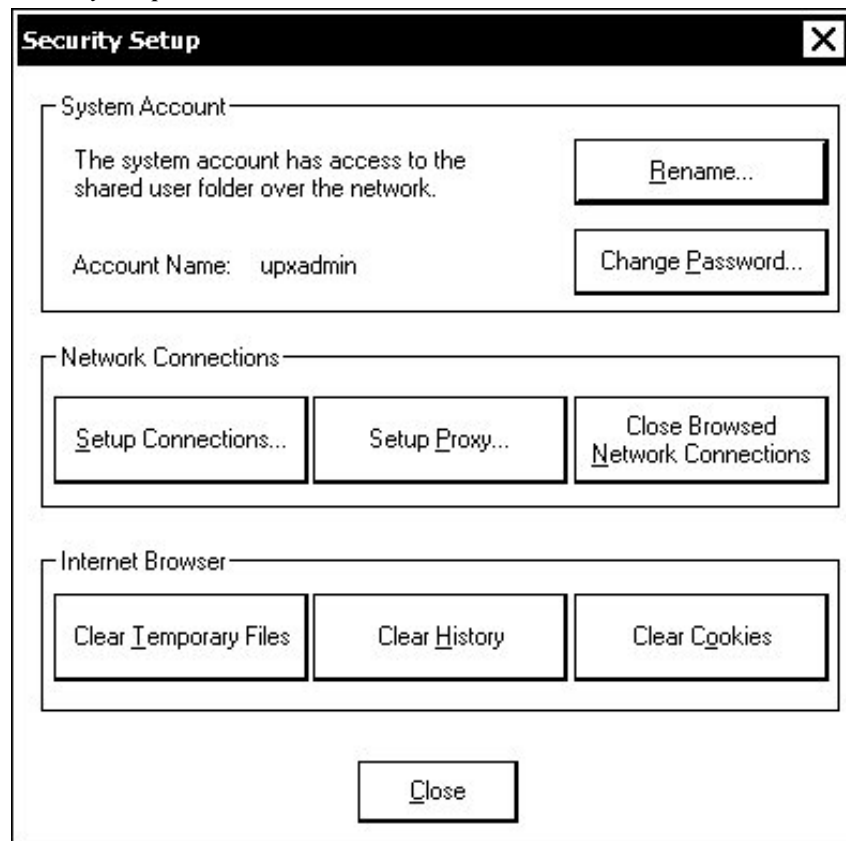 Security Setup
System Account
The system account has access to the
shared user folder over the network.
Rename...
Account Name: upxadmin
Change Password...
Network Connections
Setup Connections...
Setup Proxy...
Close Browsed
Network Connections
Internet Browser
Clear Temporary Files
Clear History
Clear Cookies
Close